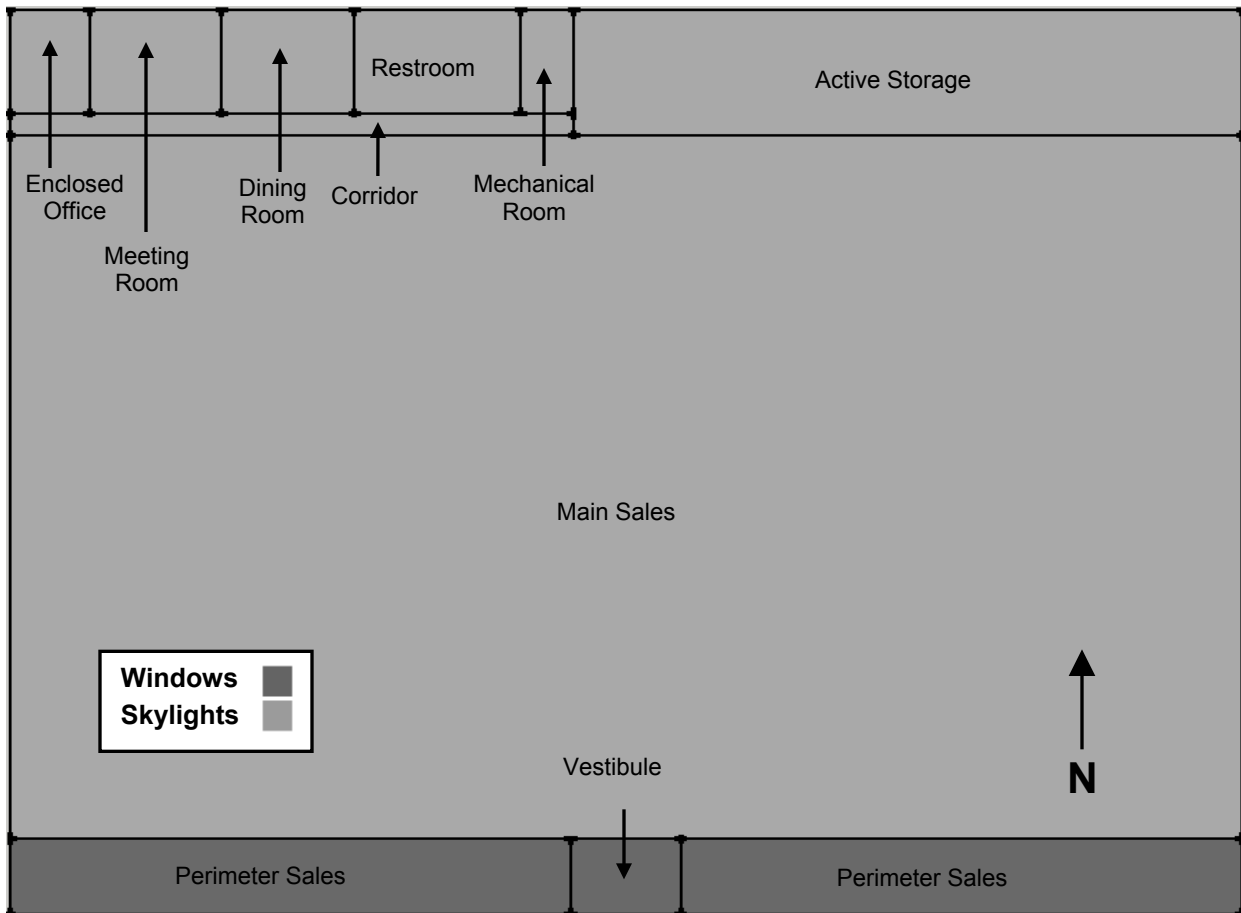 Restroom
Active Storage
Enclosed
Office
Meeting
Room
Dining
Room
Corridor
Mechanical
Room
Main Sales
Windows
Skylights
N
Vestibule
Perimeter Sales
Perimeter Sales